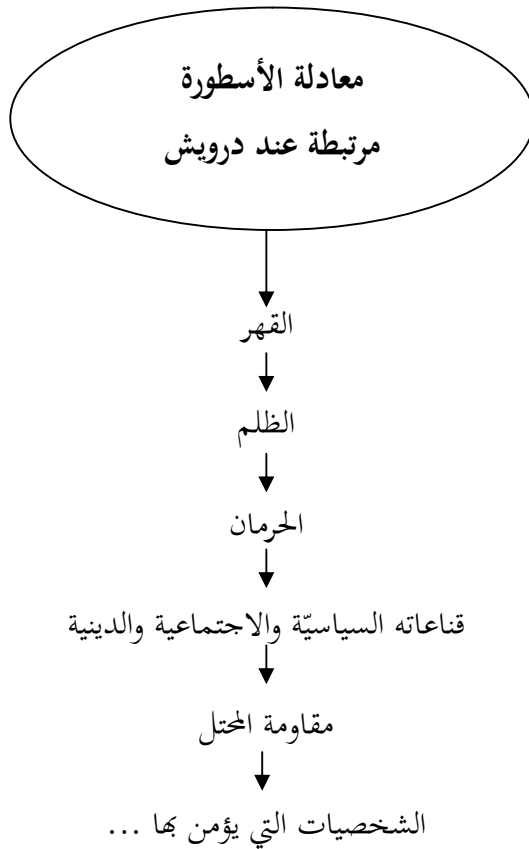 معادلة الأسطورة
مرتبطة عند درويش
القهر
الظلم
الحرمان
قناعاته السياسيّة والاجتماعية والدينية
مقاومة المحتل
الشخصيات التي يؤمن بها ...